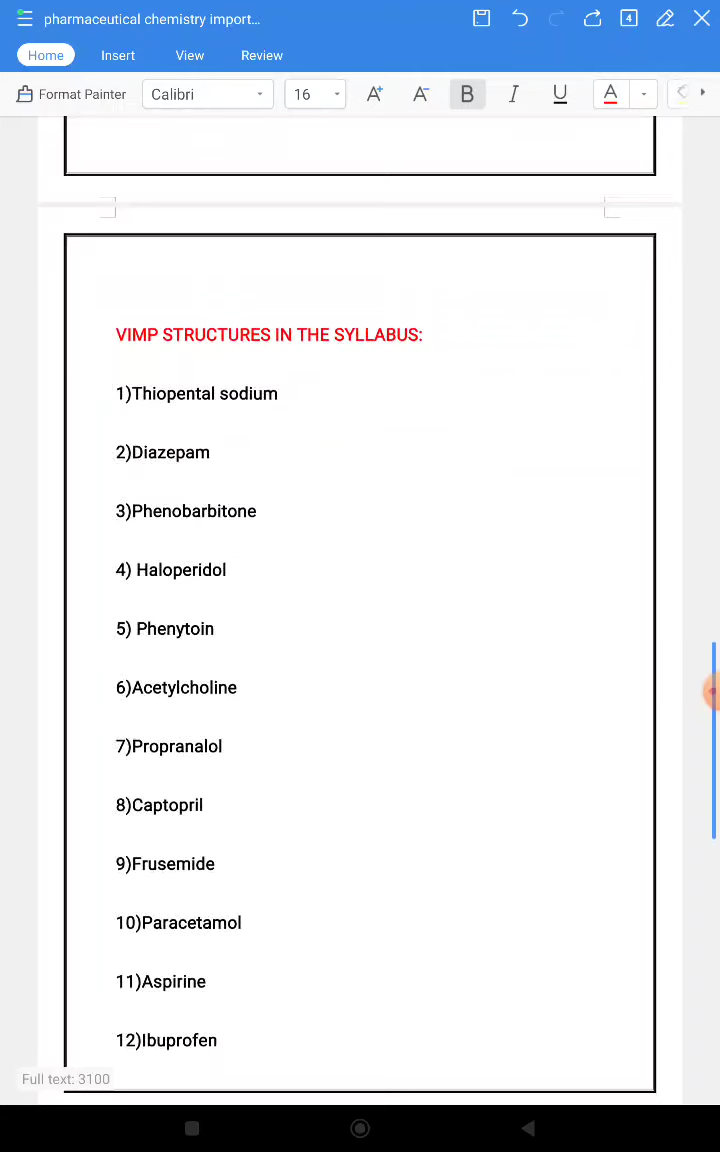 pharmaceutical chemistry import...
4
Home Insert View Review
Format Painter Calibri 16 A+ A- B I U A
VIMP STRUCTURES IN THE SYLLABUS:
1)Thiopental sodium
2)Diazepam
3)Phenobarbitone
4) Haloperidol
5) Phenytoin
6)Acetylcholine
7)Propranalol
8)Captopril
9)Frusemide
10)Paracetamol
11)Aspirine
12)Ibuprofen
Full text: 3100